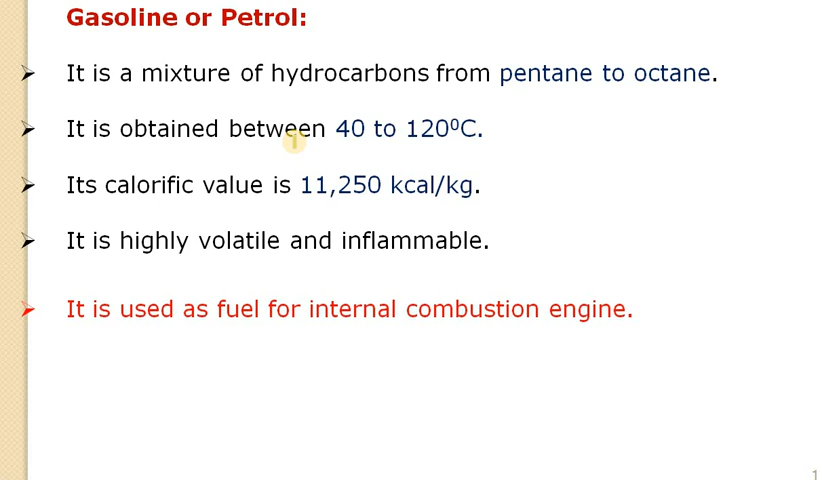 Gasoline or Petrol:
➢ It is a mixture of hydrocarbons from pentane to octane.
➢ It is obtained between 40 to 120⁰C.
➢ Its calorific value is 11,250 kcal/kg.
➢ It is highly volatile and inflammable.
➢ It is used as fuel for internal combustion engine.
1